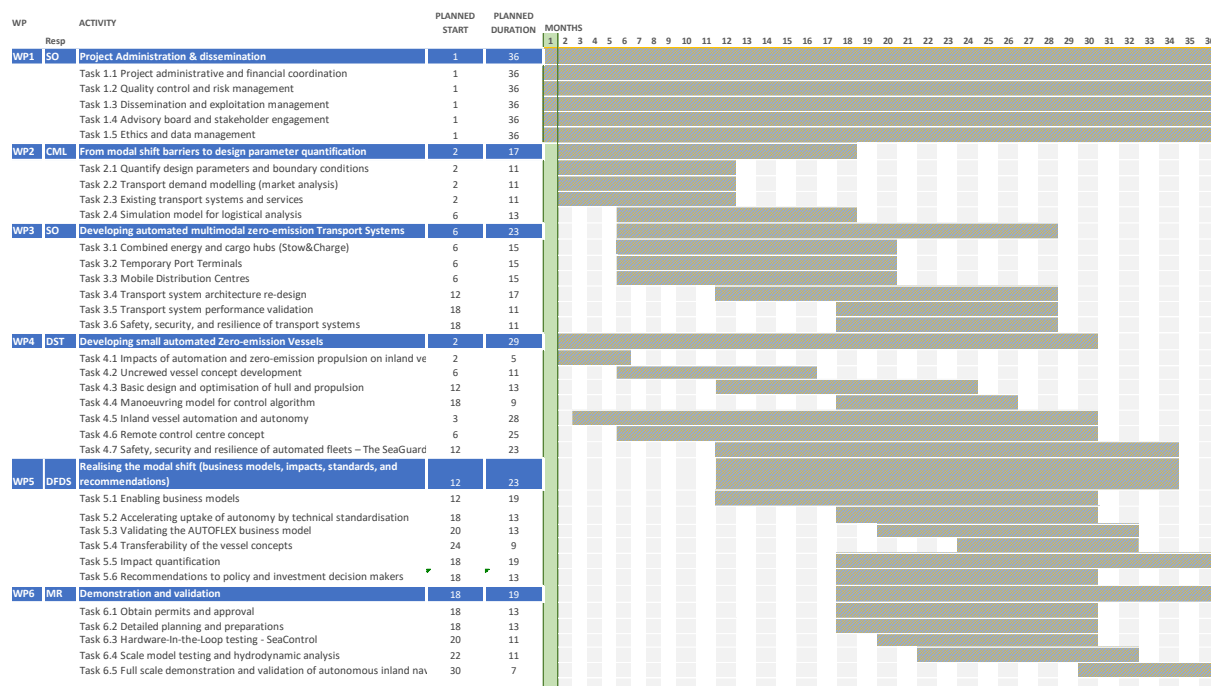 WP ACTIVITY PLANNED START PLANNED DURATION MONTHS
Resp 1 2 3 4 5 6 7 8 9 10 11 12 13 14 15 16 17 18 19 20 21 22 23 24 25 26 27 28 29 30 31 32 33 34 35
WP1 SO Project Administration & dissemination 1 36
Task 1.1 Project administrative and financial coordination 1 36
Task 1.2 Quality control and risk management 1 36
Task 1.3 Dissemination and exploitation management 1 36
Task 1.4 Advisory board and stakeholder engagement 1 36
Task 1.5 Ethics and data management 1 36
WP2 CML From modal shift barriers to design parameter quantification 2 17
Task 2.1 Quantify design parameters and boundary conditions 2 11
Task 2.2 Transport demand modelling (market analysis) 2 11
Task 2.3 Existing transport systems and services 2 11
Task 2.4 Simulation model for logistical analysis 6 13
WP3 SO Developing automated multimodal zero-emission Transport Systems 6 23
Task 3.1 Combined energy and cargo hubs (Stow&Charge) 6 15
Task 3.2 Temporary Port Terminals 6 15
Task 3.3 Mobile Distribution Centres 6 15
Task 3.4 Transport system architecture re-design 12 17
Task 3.5 Transport system performance validation 18 11
Task 3.6 Safety, security, and resilience of transport systems 18 11
WP4 DST Developing small automated Zero-emission Vessels 2 29
Task 4.1 Impacts of automation and zero-emission propulsion on inland ve 2 5
Task 4.2 Uncrewed vessel concept development 6 11
Task 4.3 Basic design and optimisation of hull and propulsion 12 13
Task 4.4 Manoeuvring model for control algorithm 18 9
Task 4.5 Inland vessel automation and autonomy 3 28
Task 4.6 Remote control centre concept 6 25
Task 4.7 Safety, security and resilience of automated fleets – The SeaGuard 12 23
Realising the modal shift (business models, impacts, standards, and
WP5 DFDS recommendations) 12 23
Task 5.1 Enabling business models 12 19
Task 5.2 Accelerating uptake of autonomy by technical standardisation 18 13
Task 5.3 Validating the AUTOFLEX business model 20 13
Task 5.4 Transferability of the vessel concepts 24 9
Task 5.5 Impact quantification 18 19
Task 5.6 Recommendations to policy and investment decision makers 18 13
WP6 MR Demonstration and validation 18 19
Task 6.1 Obtain permits and approval 18 13
Task 6.2 Detailed planning and preparations 18 13
Task 6.3 Hardware-In-the-Loop testing - SeaControl 20 11
Task 6.4 Scale model testing and hydrodynamic analysis 22 11
Task 6.5 Full scale demonstration and validation of autonomous inland nav 30 7